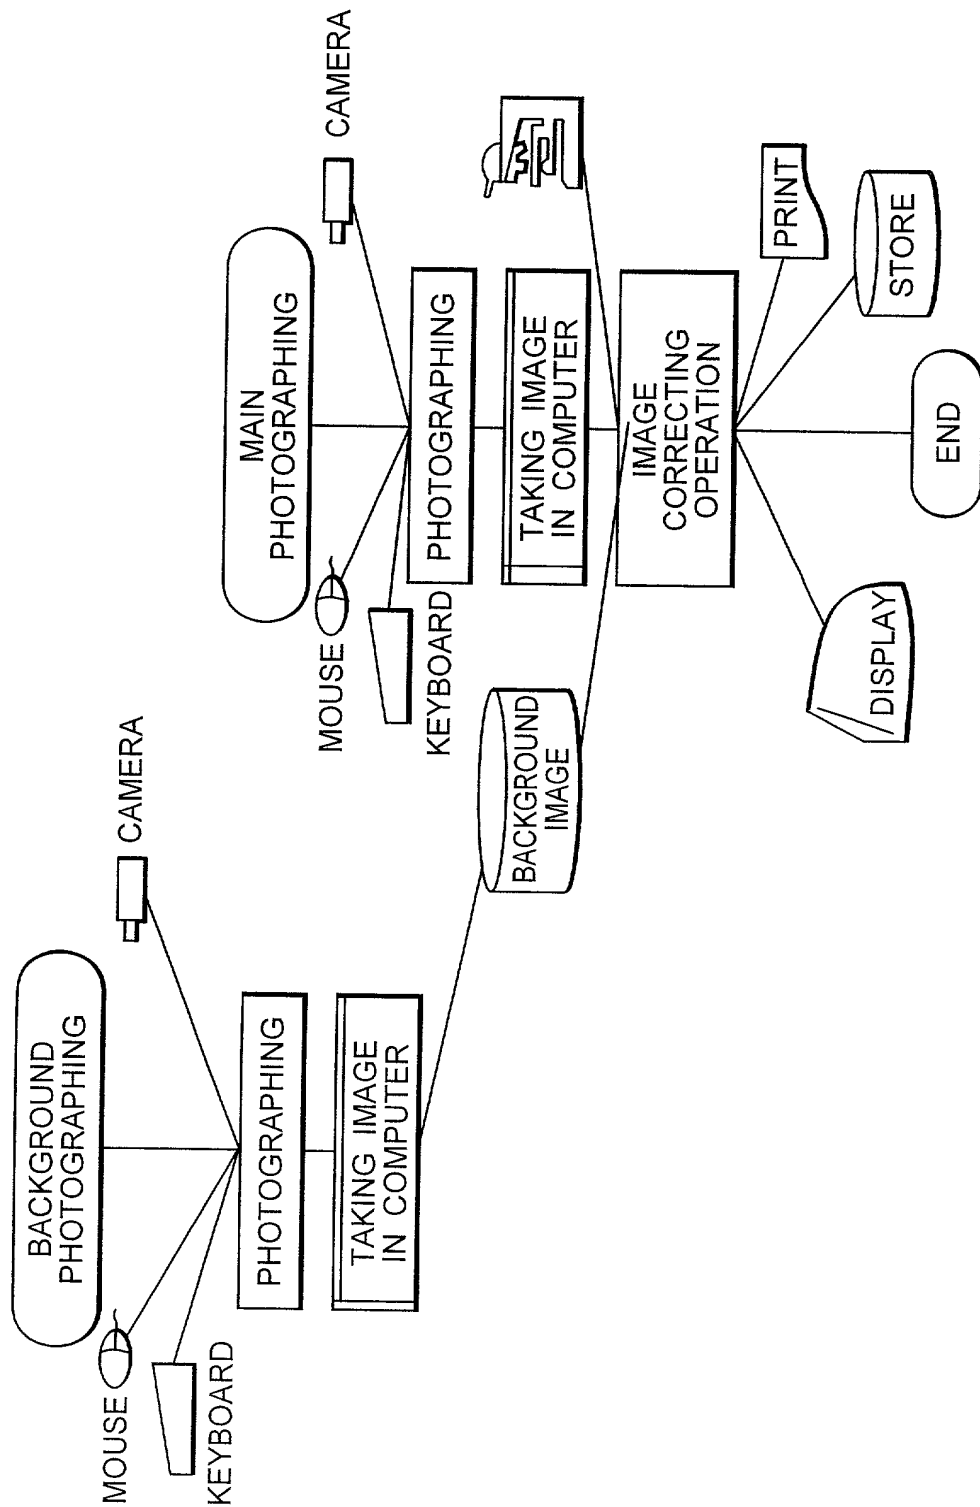 BACKGROUND
PHOTOGRAPHING
MOUSE
CAMERA
KEYBOARD
PHOTOGRAPHING
TAKING IMAGE
IN COMPUTER
BACKGROUND
IMAGE
MAIN
PHOTOGRAPHING
MOUSE
CAMERA
KEYBOARD
PHOTOGRAPHING
TAKING IMAGE
IN COMPUTER
IMAGE
CORRECTING
OPERATION
DISPLAY
END
STORE
PRINT